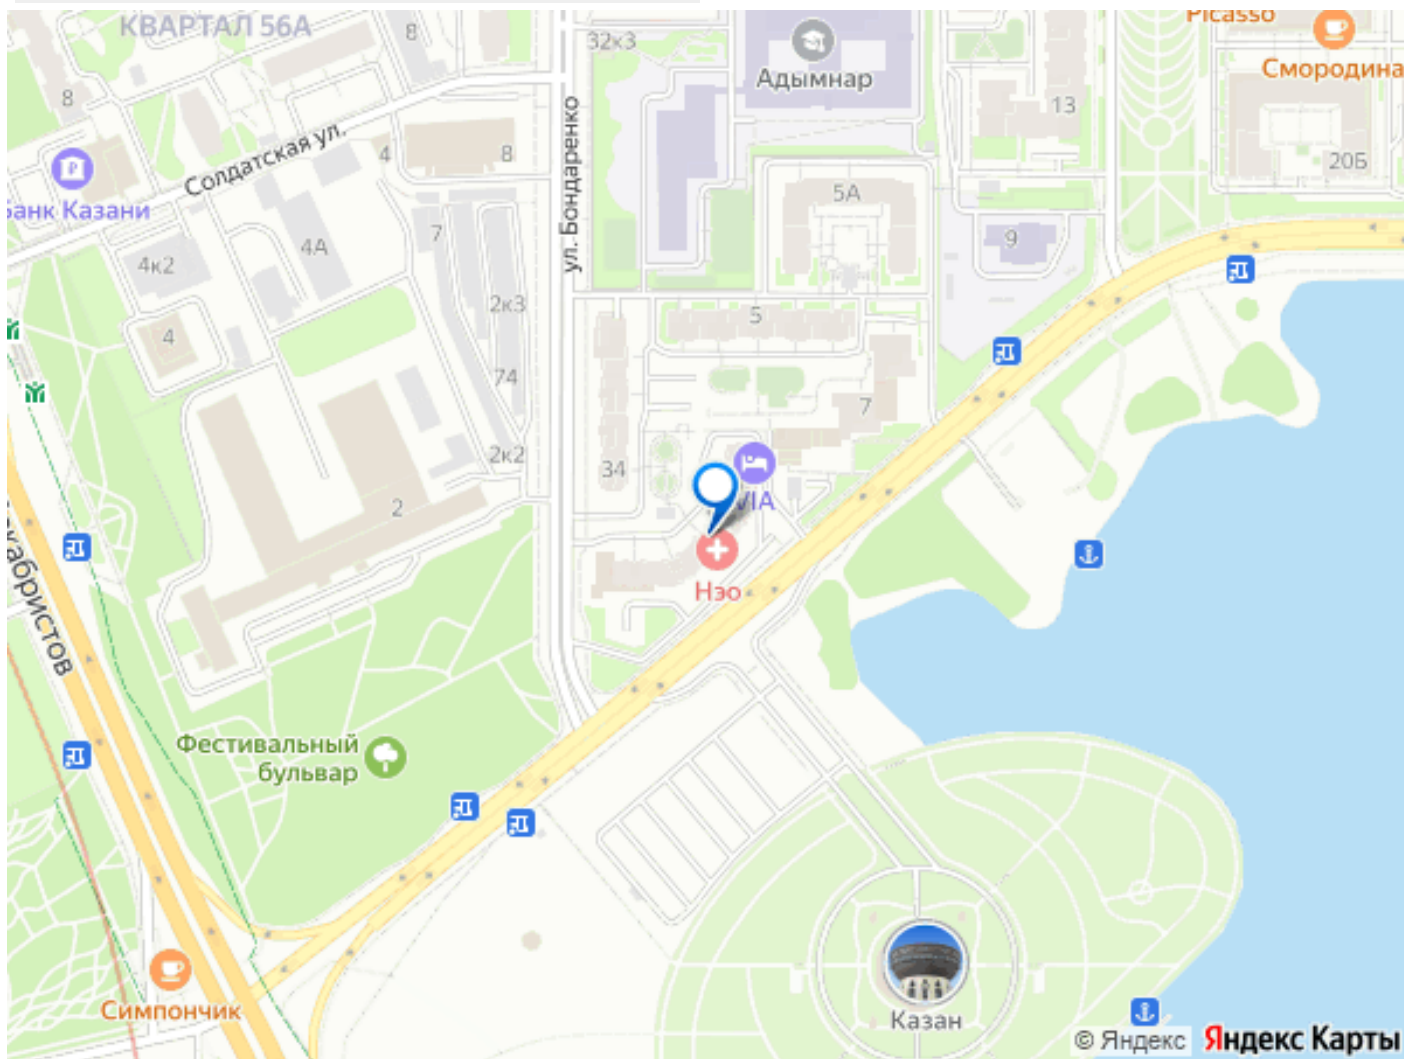 КВАРТАЛ 56А
8
32к3
Адымнар
Picasso
Смородина
8
13
ул. Бондаренко
Солдатская ул.
4
8
20Б
Банк Казани
5А
7
4А
9
4к2
2к3
5
4
74
7
2к2
34
VIA
2
Нэо
Декабристов
Фестивальный
бульвар
Симпончик
Казан
© Яндекс Яндекс Карты